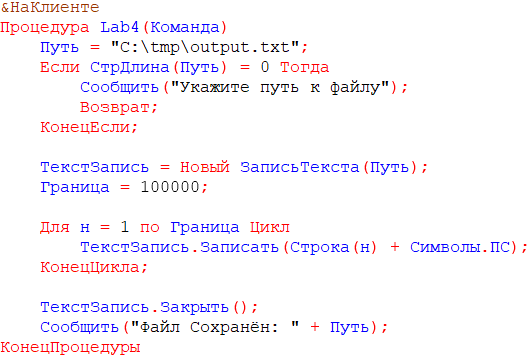 &НаКлиенте
Процедура Lab4(Команда)
    Путь = "C:\tmp\output.txt";
    Если СтрДлина(Путь) = 0 Тогда
        Сообщить("Укажите путь к файлу");
        Возврат;
    КонецЕсли;

    ТекстЗапись = Новый ЗаписьТекста(Путь);
    Граница = 100000;

    Для н = 1 по Граница Цикл
        ТекстЗапись.Записать(Строка(н) + Символы.ПС);
    КонецЦикла;

    ТекстЗапись.Закрыть();
    Сообщить("Файл Сохранён: " + Путь);
КонецПроцедуры